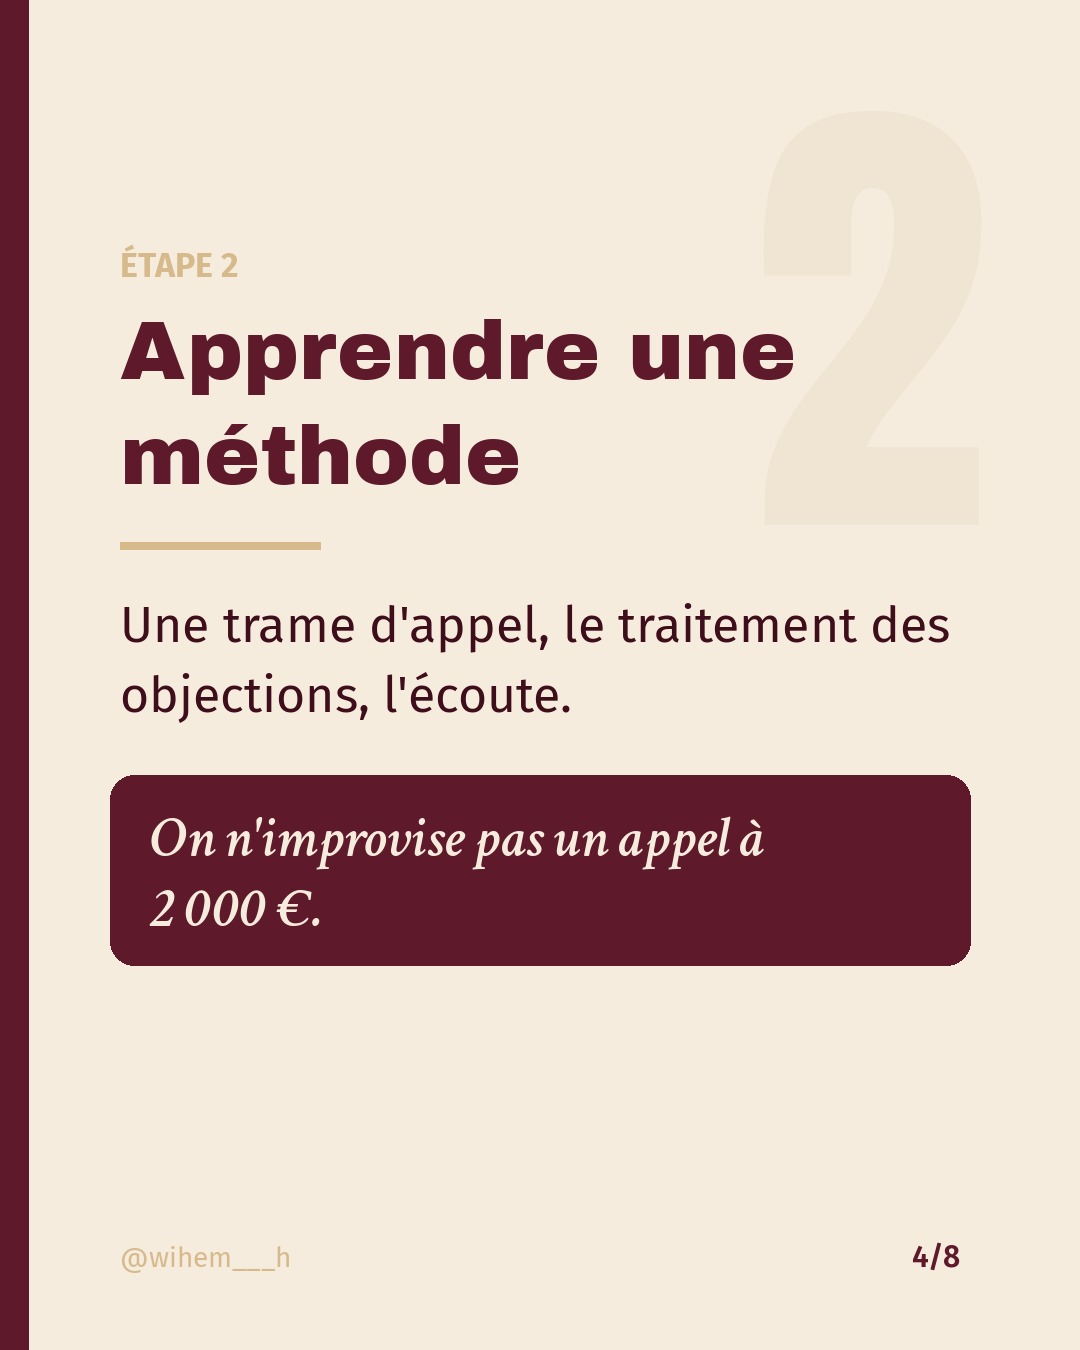 2
ÉTAPE 2
Apprendre une
méthode
Une trame d'appel, le traitement des
objections, l'écoute.
On n'improvise pas un appel à
2 000 €.
@wihem___h
4/8